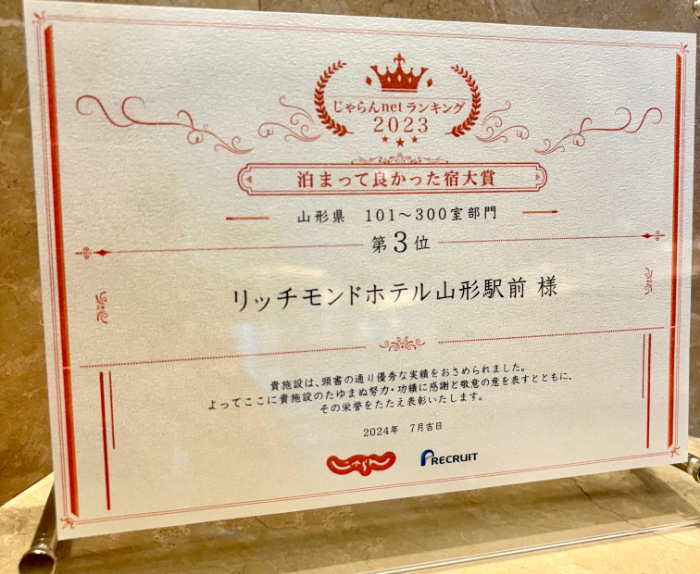 じゃらんnetランキング
2023
泊まって良かった宿大賞
山形県 101~300室部門
第3位
リッチモンドホテル山形駅前 様
貴施設は、頭書の通り優秀な実績をおさめられました。
よってここに貴施設のたゆまぬ努力・功績に感謝と敬意の意を表すとともに、
その栄誉をたたえ表彰いたします。
2024年 7月吉日
じゃらん
RECRUIT